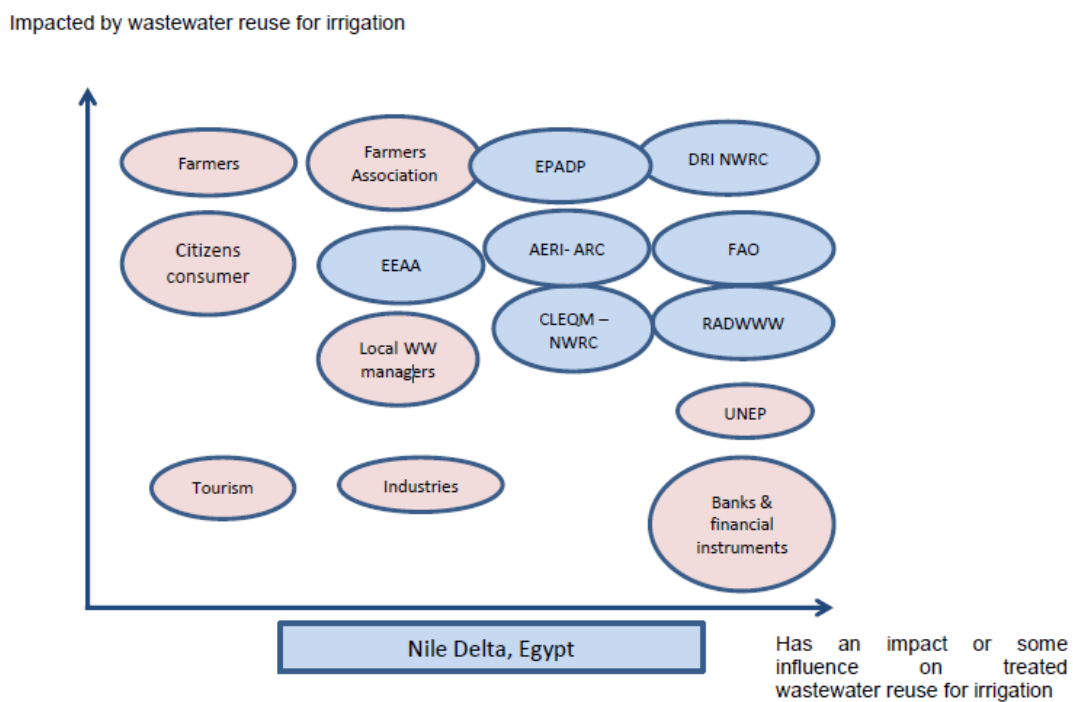 Impacted by wastewater reuse for irrigation
Farmers
Farmers
Association
EPADP
DRI NWRC
Citizens
consumer
EEAA
AERI- ARC
FAO
CLEQM –
NWRC
RADWWW
Local WW
managers
UNEP
Tourism
Industries
Banks &
financial
instruments
Nile Delta, Egypt
Has an impact or some
influence on treated
wastewater reuse for irrigation